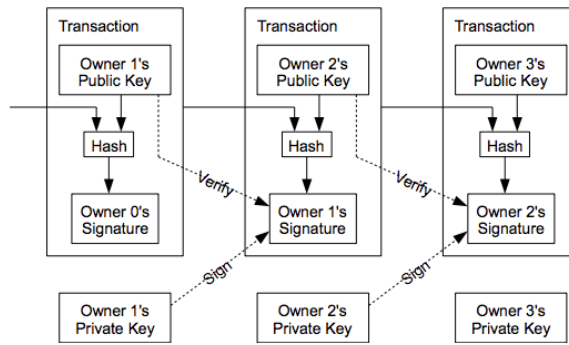 Transaction
Owner 1's
Public Key
Hash
Owner 0's
Signature
Transaction
Owner 2's
Public Key
Hash
Verify
Owner 1's
Signature
Sign
Transaction
Owner 3's
Public Key
Hash
Verify
Owner 2's
Signature
Sign
Owner 1's
Private Key
Owner 2's
Private Key
Owner 3's
Private Key